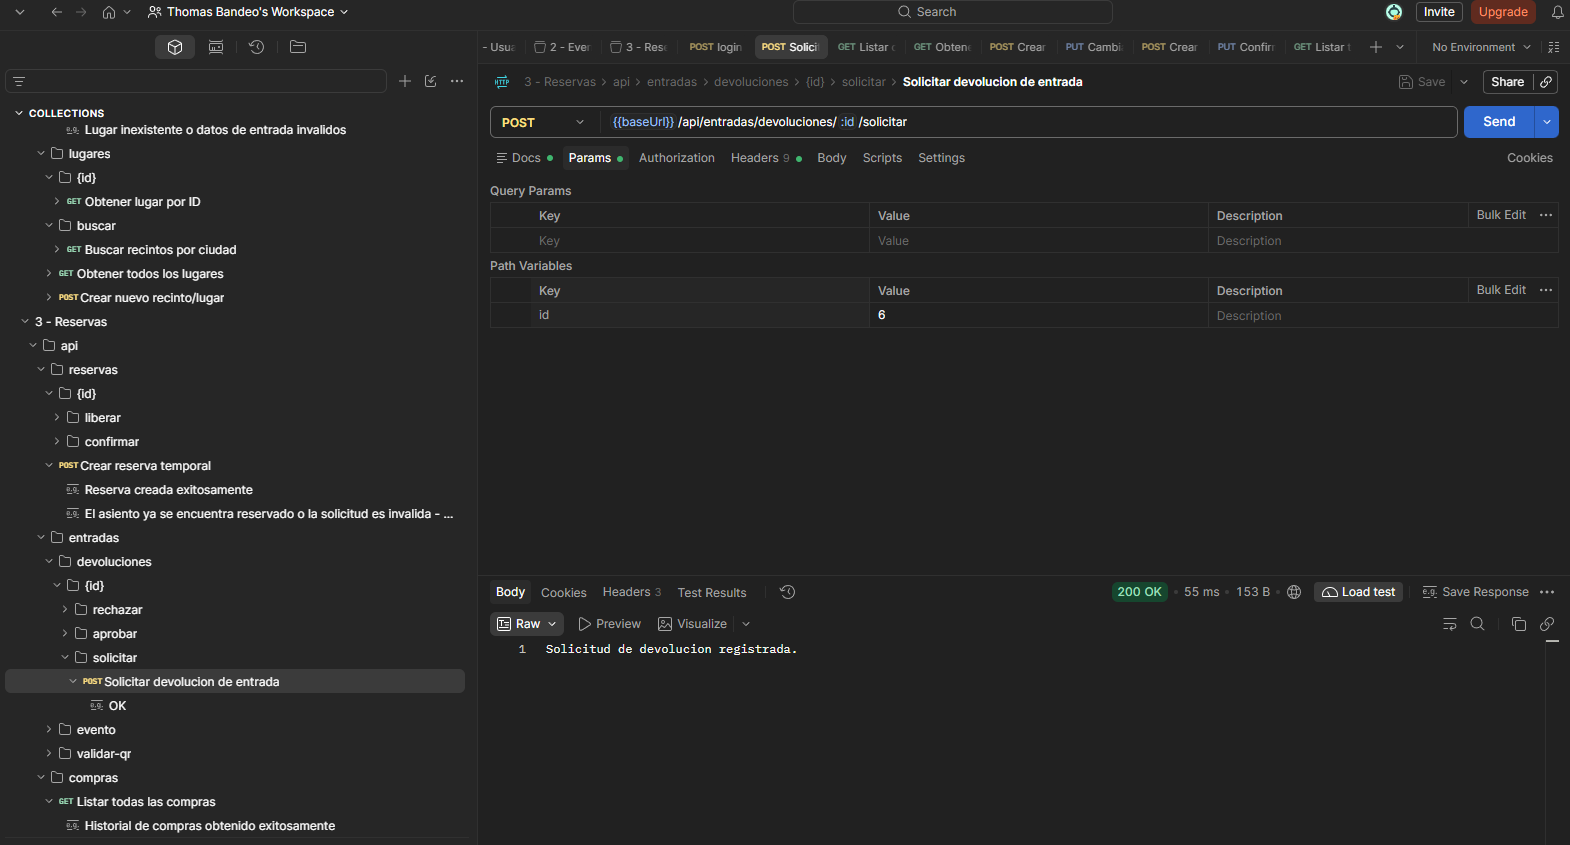 Thomas Bandeo's Workspace
Search
Invite
Upgrade
COLLECTIONS
e.g. Lugar inexistente o datos de entrada invalidos
lugares
{id}
GET Obtener lugar por ID
buscar
GET Buscar recintos por ciudad
GET Obtener todos los lugares
POST Crear nuevo recinto/lugar
3 - Reservas
api
reservas
{id}
liberar
confirmar
POST Crear reserva temporal
e.g. Reserva creada exitosamente
e.g. El asiento ya se encuentra reservado o la solicitud es invalida - ...
entradas
devoluciones
{id}
rechazar
aprobar
solicitar
POST Solicitar devolucion de entrada
e.g. OK
evento
validar-qr
compras
GET Listar todas las compras
e.g. Historial de compras obtenido exitosamente
- Usua
2 - Ever
3 - Rese
POST login
POST Solicit
GET Listar
GET Obtene
POST Crear
PUT Cambi
POST Crear
PUT Confir
GET Listar t
No Environment
HTTP 3 - Reservas > api > entradas > devoluciones > {id} > solicitar > Solicitar devolucion de entrada
Save
Share
POST
{{baseUrl}} /api/entradas/devoluciones/ :id /solicitar
Send
Docs
Params
Authorization
Headers 9
Body
Scripts
Settings
Cookies
Query Params
Key Value Description Bulk Edit
Key Value Description
Path Variables
Key Value Description Bulk Edit
id 6 Description
Body
Cookies
Headers 3
Test Results
200 OK
55 ms
153 B
Load test
e.g. Save Response
Raw
Preview
Visualize
1 Solicitud de devolucion registrada.